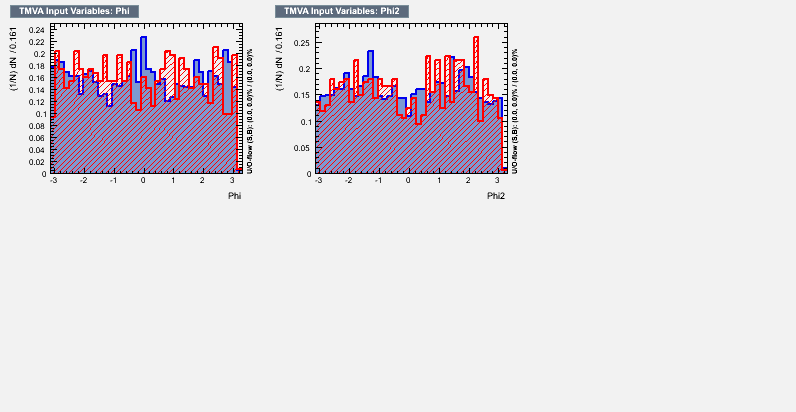 TMVA Input Variables: Phi
(1/N) dN / 0.161
0.24
0.22
0.2
0.18
0.16
0.14
0.12
0.1
0.08
0.06
0.04
0.02
0
-3 -2 -1 0 1 2 3
Phi
U/O-flow (S,B): (0.0, 0.0)% / (0.0, 0.0)%
TMVA Input Variables: Phi2
(1/N) dN / 0.161
0.25
0.2
0.15
0.1
0.05
0
-3 -2 -1 0 1 2 3
Phi2
U/O-flow (S,B): (0.0, 0.0)% / (0.0, 0.0)%